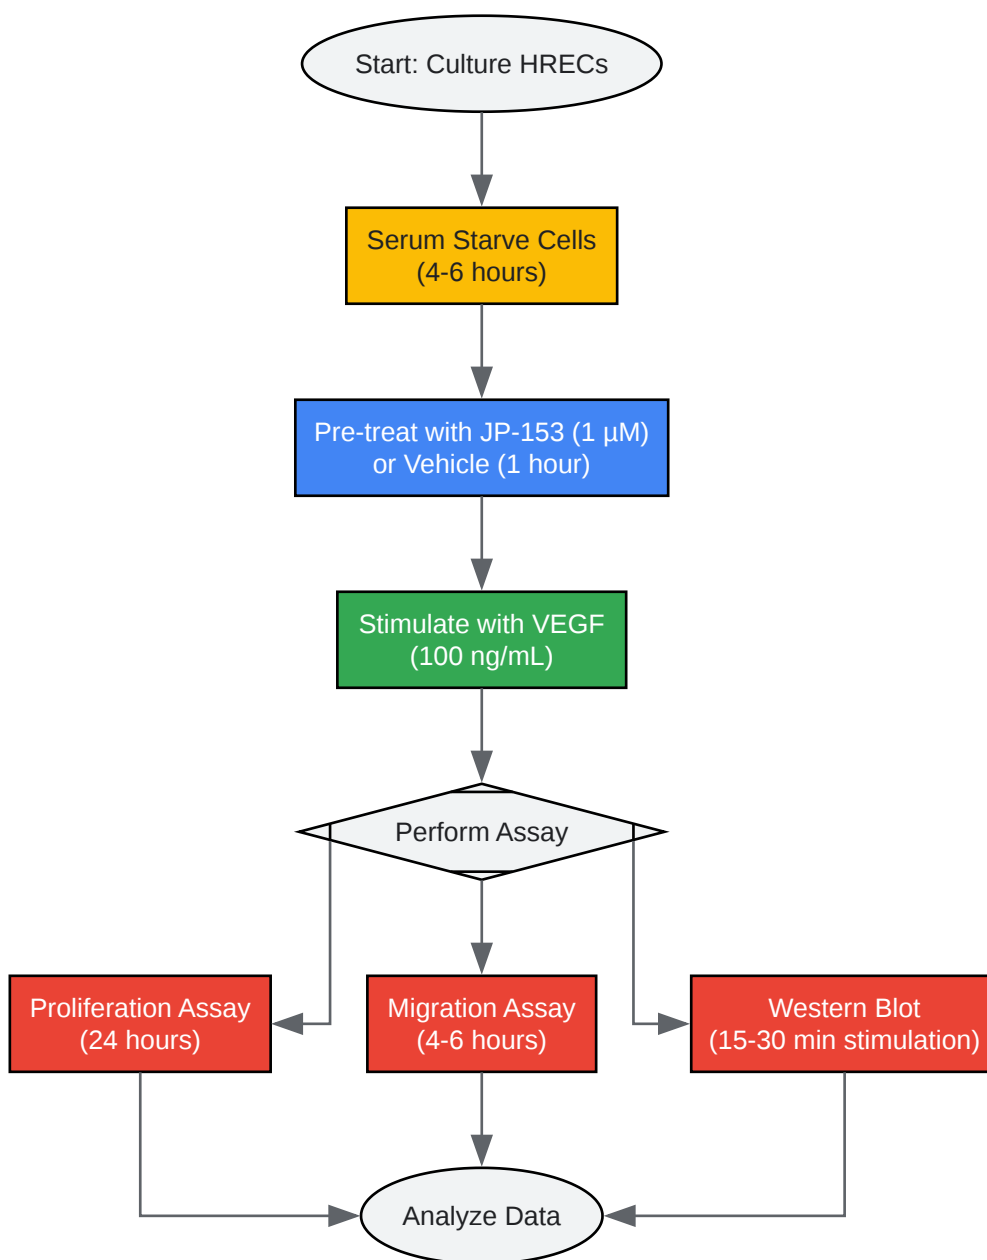 Start: Culture HRECs
Serum Starve Cells
(4-6 hours)
Pre-treat with JP-153 (1 µM)
or Vehicle (1 hour)
Stimulate with VEGF
(100 ng/mL)
Perform Assay
Proliferation Assay
(24 hours)
Migration Assay
(4-6 hours)
Western Blot
(15-30 min stimulation)
Analyze Data